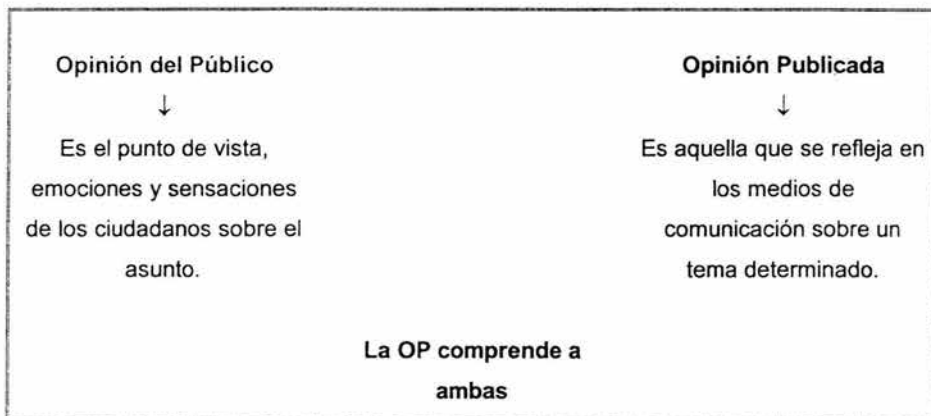 Opinión del Público
↓
Es el punto de vista,
emociones y sensaciones
de los ciudadanos sobre el
asunto.
Opinión Publicada
↓
Es aquella que se refleja en
los medios de
comunicación sobre un
tema determinado.
La OP comprende a
ambas